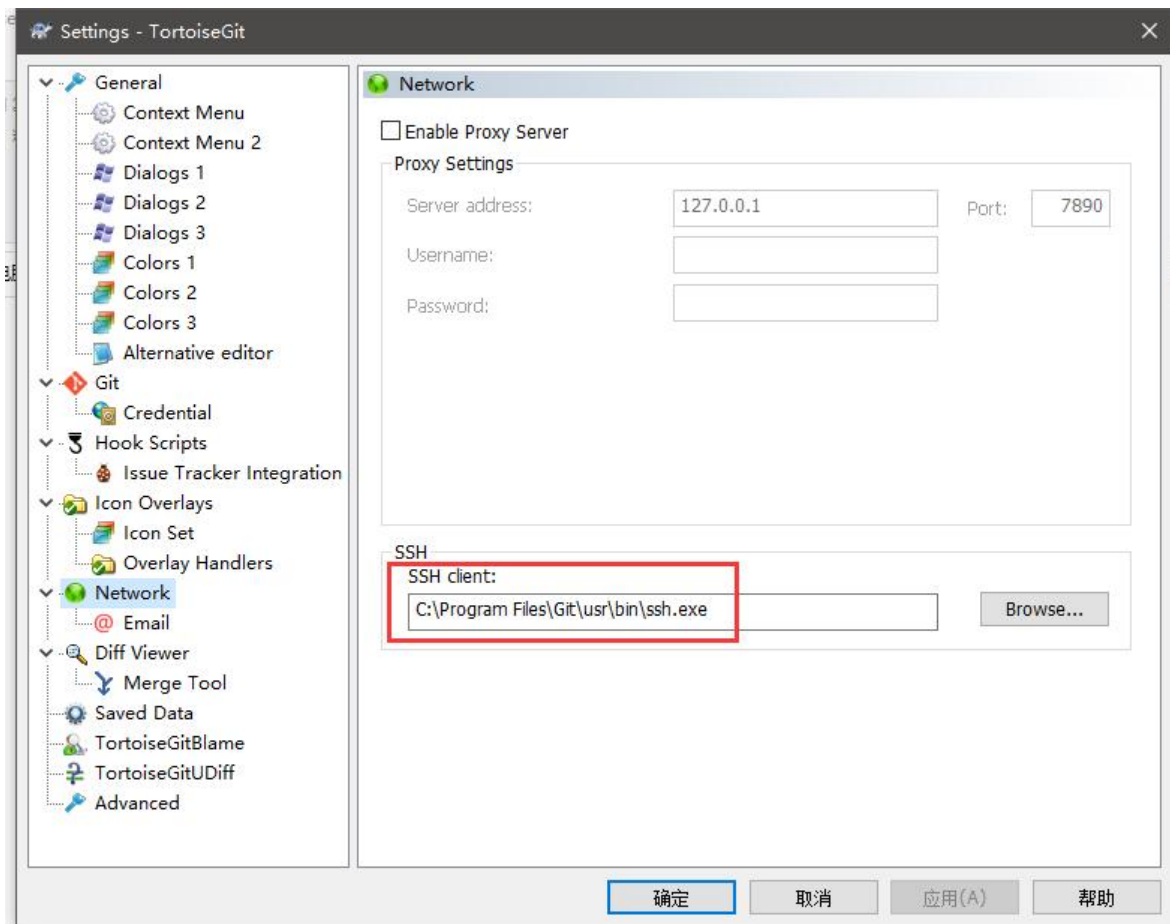 Settings - TortoiseGit
General
Context Menu
Context Menu 2
Dialogs 1
Dialogs 2
Dialogs 3
Colors 1
Colors 2
Colors 3
Alternative editor
Git
Credential
Hook Scripts
Issue Tracker Integration
Icon Overlays
Icon Set
Overlay Handlers
Network
Email
Diff Viewer
Merge Tool
Saved Data
TortoiseGitBlame
TortoiseGitUDiff
Advanced
Network
Enable Proxy Server
Proxy Settings
Server address: 127.0.0.1 Port: 7890
Username:
Password:
SSH
SSH client:
C:\Program Files\Git\usr\bin\ssh.exe Browse...
确定 取消 应用(A) 帮助